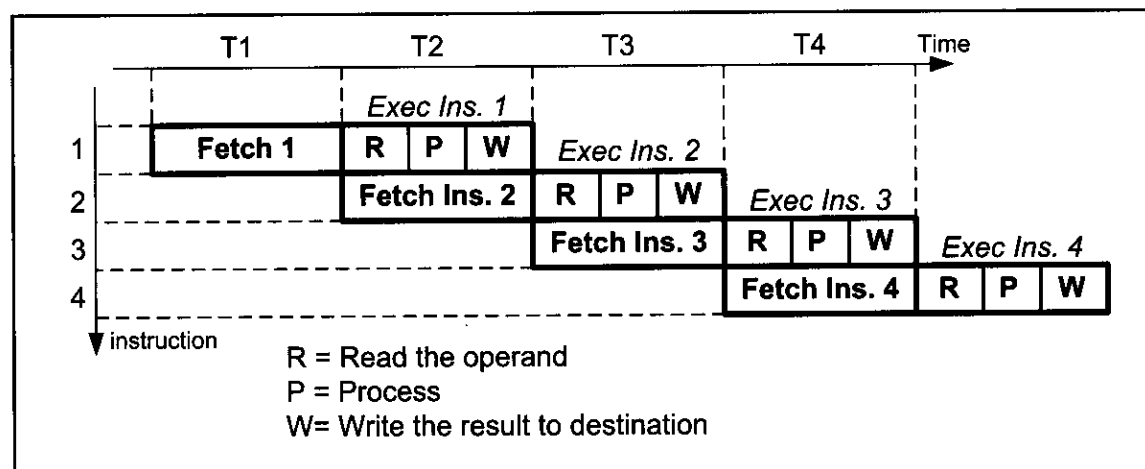 T1 T2 T3 T4 Time
Exec Ins. 1
1 Fetch 1 R P W Exec Ins. 2
2 Fetch Ins. 2 R P W Exec Ins. 3
3 Fetch Ins. 3 R P W Exec Ins. 4
4 Fetch Ins. 4 R P W
instruction
R = Read the operand
P = Process
W= Write the result to destination